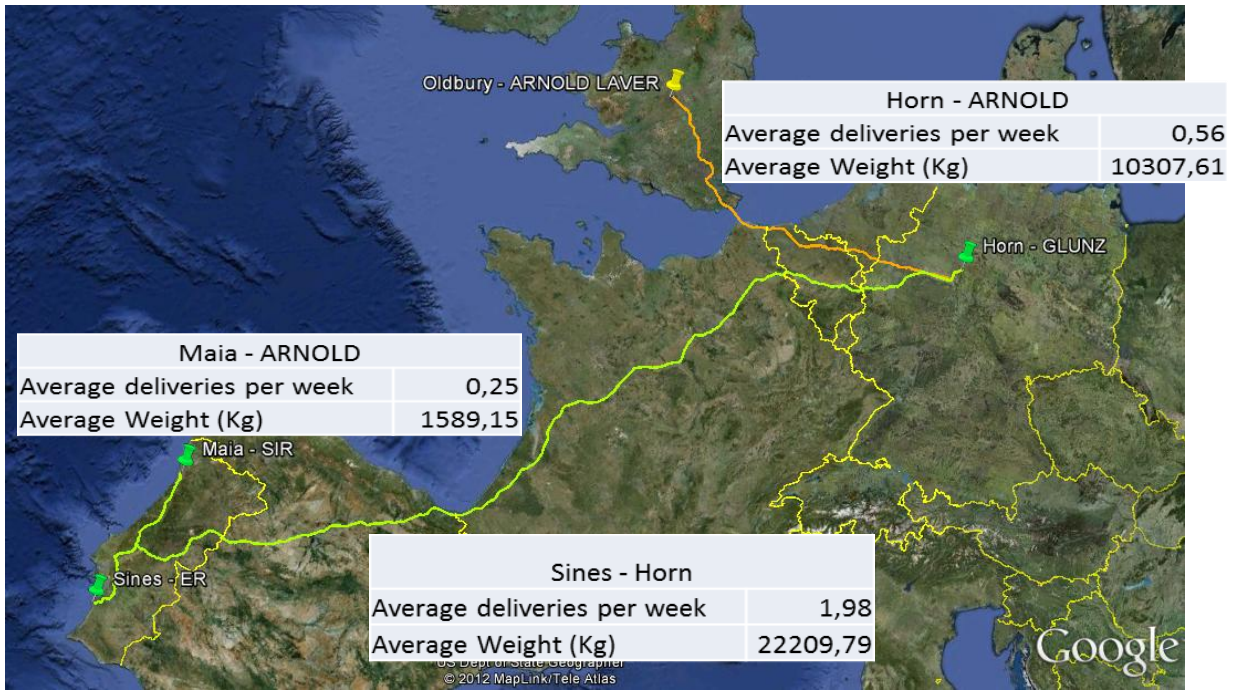 Oldbury - ARNOLD LAVER
Horn - ARNOLD
Average deliveries per week 0,56
Average Weight (Kg) 10307,61
Horn - GLUNZ
Maia - ARNOLD
Average deliveries per week 0,25
Average Weight (Kg) 1589,15
Maia - SIR
Sines - ER
Sines - Horn
Average deliveries per week 1,98
Average Weight (Kg) 22209,79
US Dept of State Geographer
© 2012 MapLink/Tele Atlas
Google